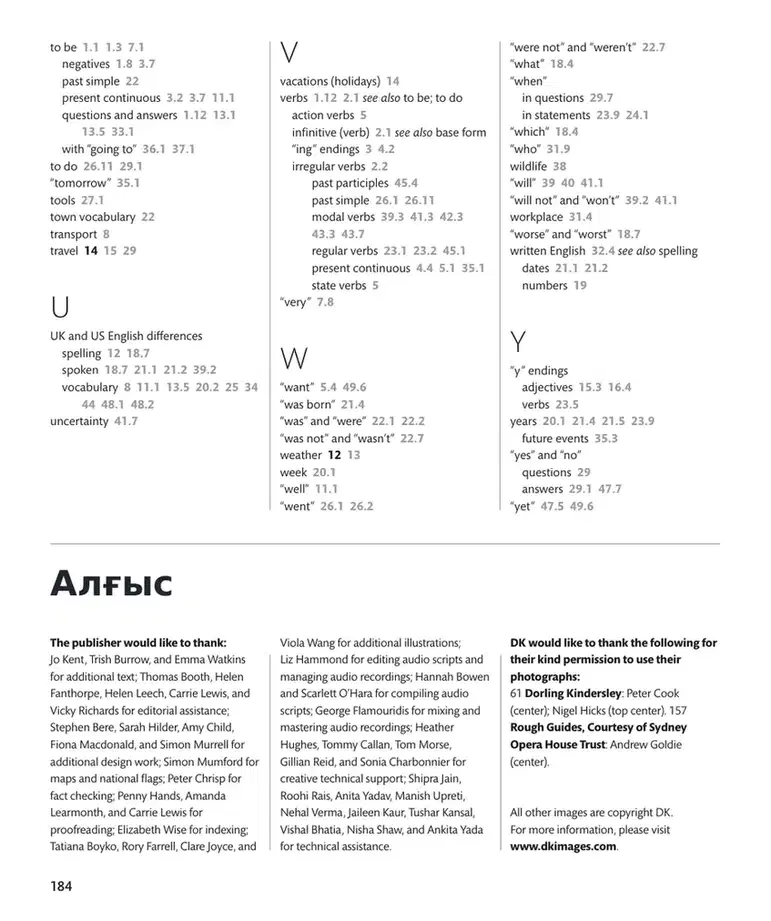 to be 1.1 1.3 7.1
negatives 1.8 3.7
past simple 22
present continuous 3.2 3.7 11.1
questions and answers 1.12 13.1
13.5 33.1
with “going to” 36.1 37.1
to do 26.11 29.1
“tomorrow” 35.1
tools 27.1
town vocabulary 22
transport 8
travel 14 15 29
U
UK and US English differences
spelling 12 18.7
spoken 18.7 21.1 21.2 39.2
vocabulary 8 11.1 13.5 20.2 25 34
44 48.1 48.2
uncertainty 41.7
V
vacations (holidays) 14
verbs 1.12 2.1 see also to be; to do
action verbs 5
infinitive (verb) 2.1 see also base form
“ing” endings 3 4.2
irregular verbs 2.2
past participles 45.4
past simple 26.1 26.11
modal verbs 39.3 41.3 42.3
43.3 43.7
regular verbs 23.1 23.2 45.1
present continuous 4.4 5.1 35.1
state verbs 5
“very” 7.8
W
“want” 5.4 49.6
“was born” 21.4
“was” and “were” 22.1 22.2
“was not” and “wasn’t” 22.7
weather 12 13
week 20.1
“well” 11.1
“went” 26.1 26.2
“were not” and “weren’t” 22.7
“what” 18.4
“when”
in questions 29.7
in statements 23.9 24.1
“which” 18.4
“who” 31.9
wildlife 38
“will” 39 40 41.1
“will not” and “won’t” 39.2 41.1
workplace 31.4
“worse” and “worst” 18.7
written English 32.4 see also spelling
dates 21.1 21.2
numbers 19
Y
“y” endings
adjectives 15.3 16.4
verbs 23.5
years 20.1 21.4 21.5 23.9
future events 35.3
“yes” and “no”
questions 29
answers 29.1 47.7
“yet” 47.5 49.6
Алғыс
The publisher would like to thank:
Jo Kent, Trish Burrow, and Emma Watkins
for additional text; Thomas Booth, Helen
Fanthorpe, Helen Leech, Carrie Lewis, and
Vicky Richards for editorial assistance;
Stephen Bere, Sarah Hilder, Amy Child,
Fiona Macdonald, and Simon Murrell for
additional design work; Simon Mumford for
maps and national flags; Peter Chrisp for
fact checking; Penny Hands, Amanda
Learmonth, and Carrie Lewis for
proofreading; Elizabeth Wise for indexing;
Tatiana Boyko, Rory Farrell, Clare Joyce, and
Viola Wang for additional illustrations;
Liz Hammond for editing audio scripts and
managing audio recordings; Hannah Bowen
and Scarlett O’Hara for compiling audio
scripts; George Flamouridis for mixing and
mastering audio recordings; Heather
Hughes, Tommy Callan, Tom Morse,
Gillian Reid, and Sonia Charbonnier for
creative technical support; Shipra Jain,
Roohi Rais, Anita Yadav, Manish Upreti,
Nehal Verma, Jaileen Kaur, Tushar Kansal,
Vishal Bhatia, Nisha Shaw, and Ankita Yada
for technical assistance.
DK would like to thank the following for
their kind permission to use their
photographs:
61 Dorling Kindersley: Peter Cook
(center); Nigel Hicks (top center). 157
Rough Guides, Courtesy of Sydney
Opera House Trust: Andrew Goldie
(center).
All other images are copyright DK.
For more information, please visit
www.dkimages.com.
184